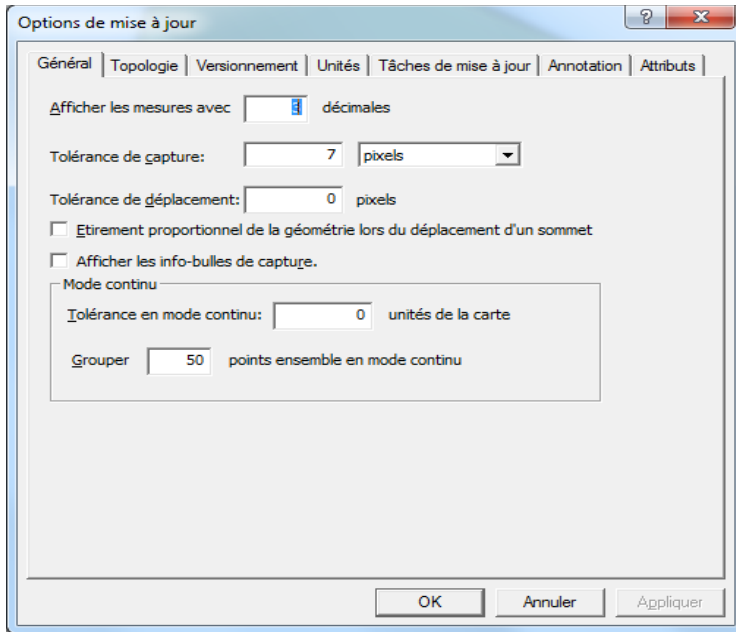 Options de mise à jour
Général Topologie Versionnement Unités Tâches de mise à jour Annotation Attributs
Afficher les mesures avec 3 décimales
Tolérance de capture: 7 pixels
Tolérance de déplacement: 0 pixels
Etirement proportionnel de la géométrie lors du déplacement d'un sommet
Afficher les info-bulles de capture.
Mode continu
Tolérance en mode continu: 0 unités de la carte
Grouper 50 points ensemble en mode continu
OK Annuler Appliquer